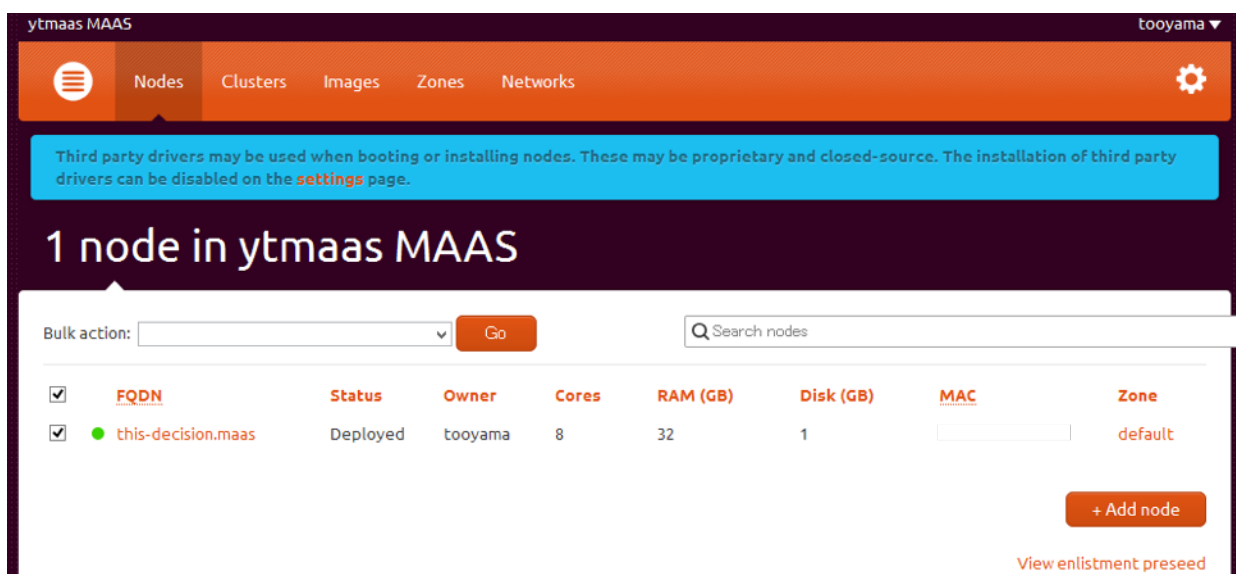 ytmaas MAAS tooyama
Nodes Clusters Images Zones Networks
Third party drivers may be used when booting or installing nodes. These may be proprietary and closed-source. The installation of third party
drivers can be disabled on the settings page.
1 node in ytmaas MAAS
Bulk action: Go Search nodes
FQDN Status Owner Cores RAM (GB) Disk (GB) MAC Zone
this-decision.maas Deployed tooyama 8 32 1 default
+ Add node
View enlistment preseed